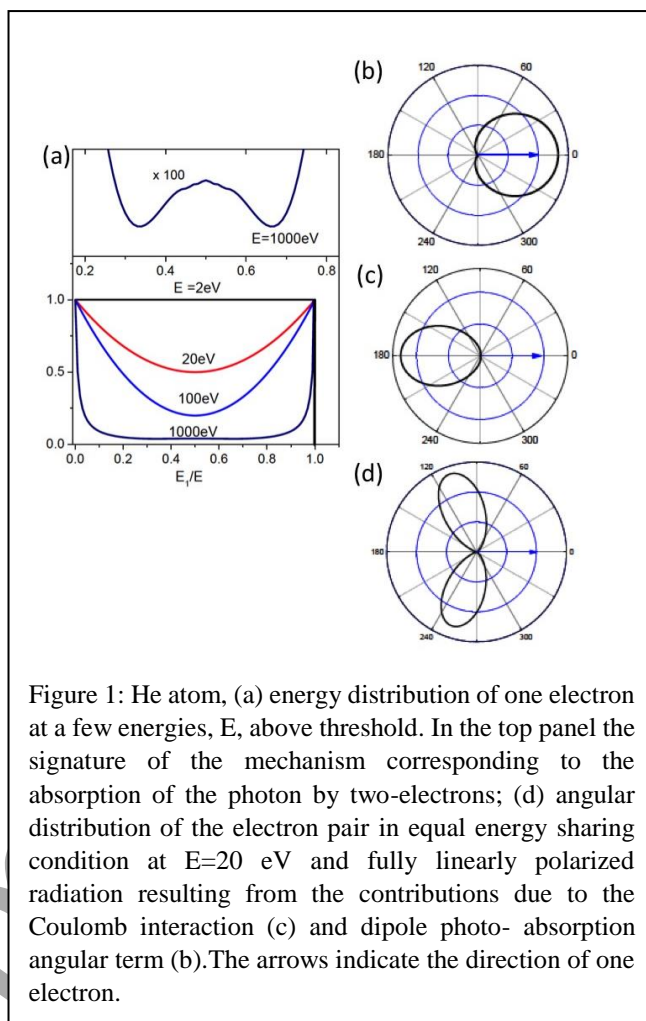 (a)
x 100
E=1000eV
0.2 0.4 0.6 0.8
E =2eV
1.0
20eV
0.5
100eV
1000eV
0.0
0.0 0.2 0.4 0.6 0.8 1.0
E1/E
(b)
120 60
180 0
240 300
(c)
120 60
180 0
240 300
(d)
120 60
180 0
240 300
Figure 1: He atom, (a) energy distribution of one electron
at a few energies, E, above threshold. In the top panel the
signature of the mechanism corresponding to the
absorption of the photon by two-electrons; (d) angular
distribution of the electron pair in equal energy sharing
condition at E=20 eV and fully linearly polarized
radiation resulting from the contributions due to the
Coulomb interaction (c) and dipole photo- absorption
angular term (b).The arrows indicate the direction of one
electron.